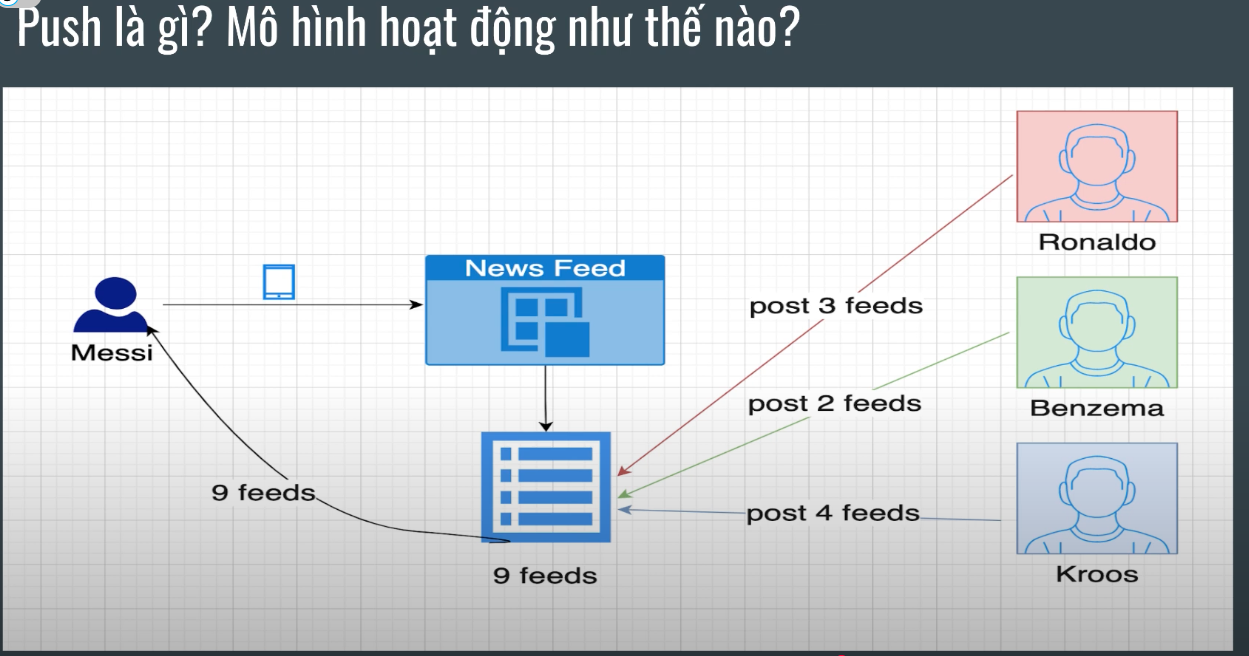 Push là gì? Mô hình hoạt động như thế nào?
News Feed
Ronaldo
post 3 feeds
Messi
post 2 feeds
Benzema
9 feeds
post 4 feeds
9 feeds
Kroos